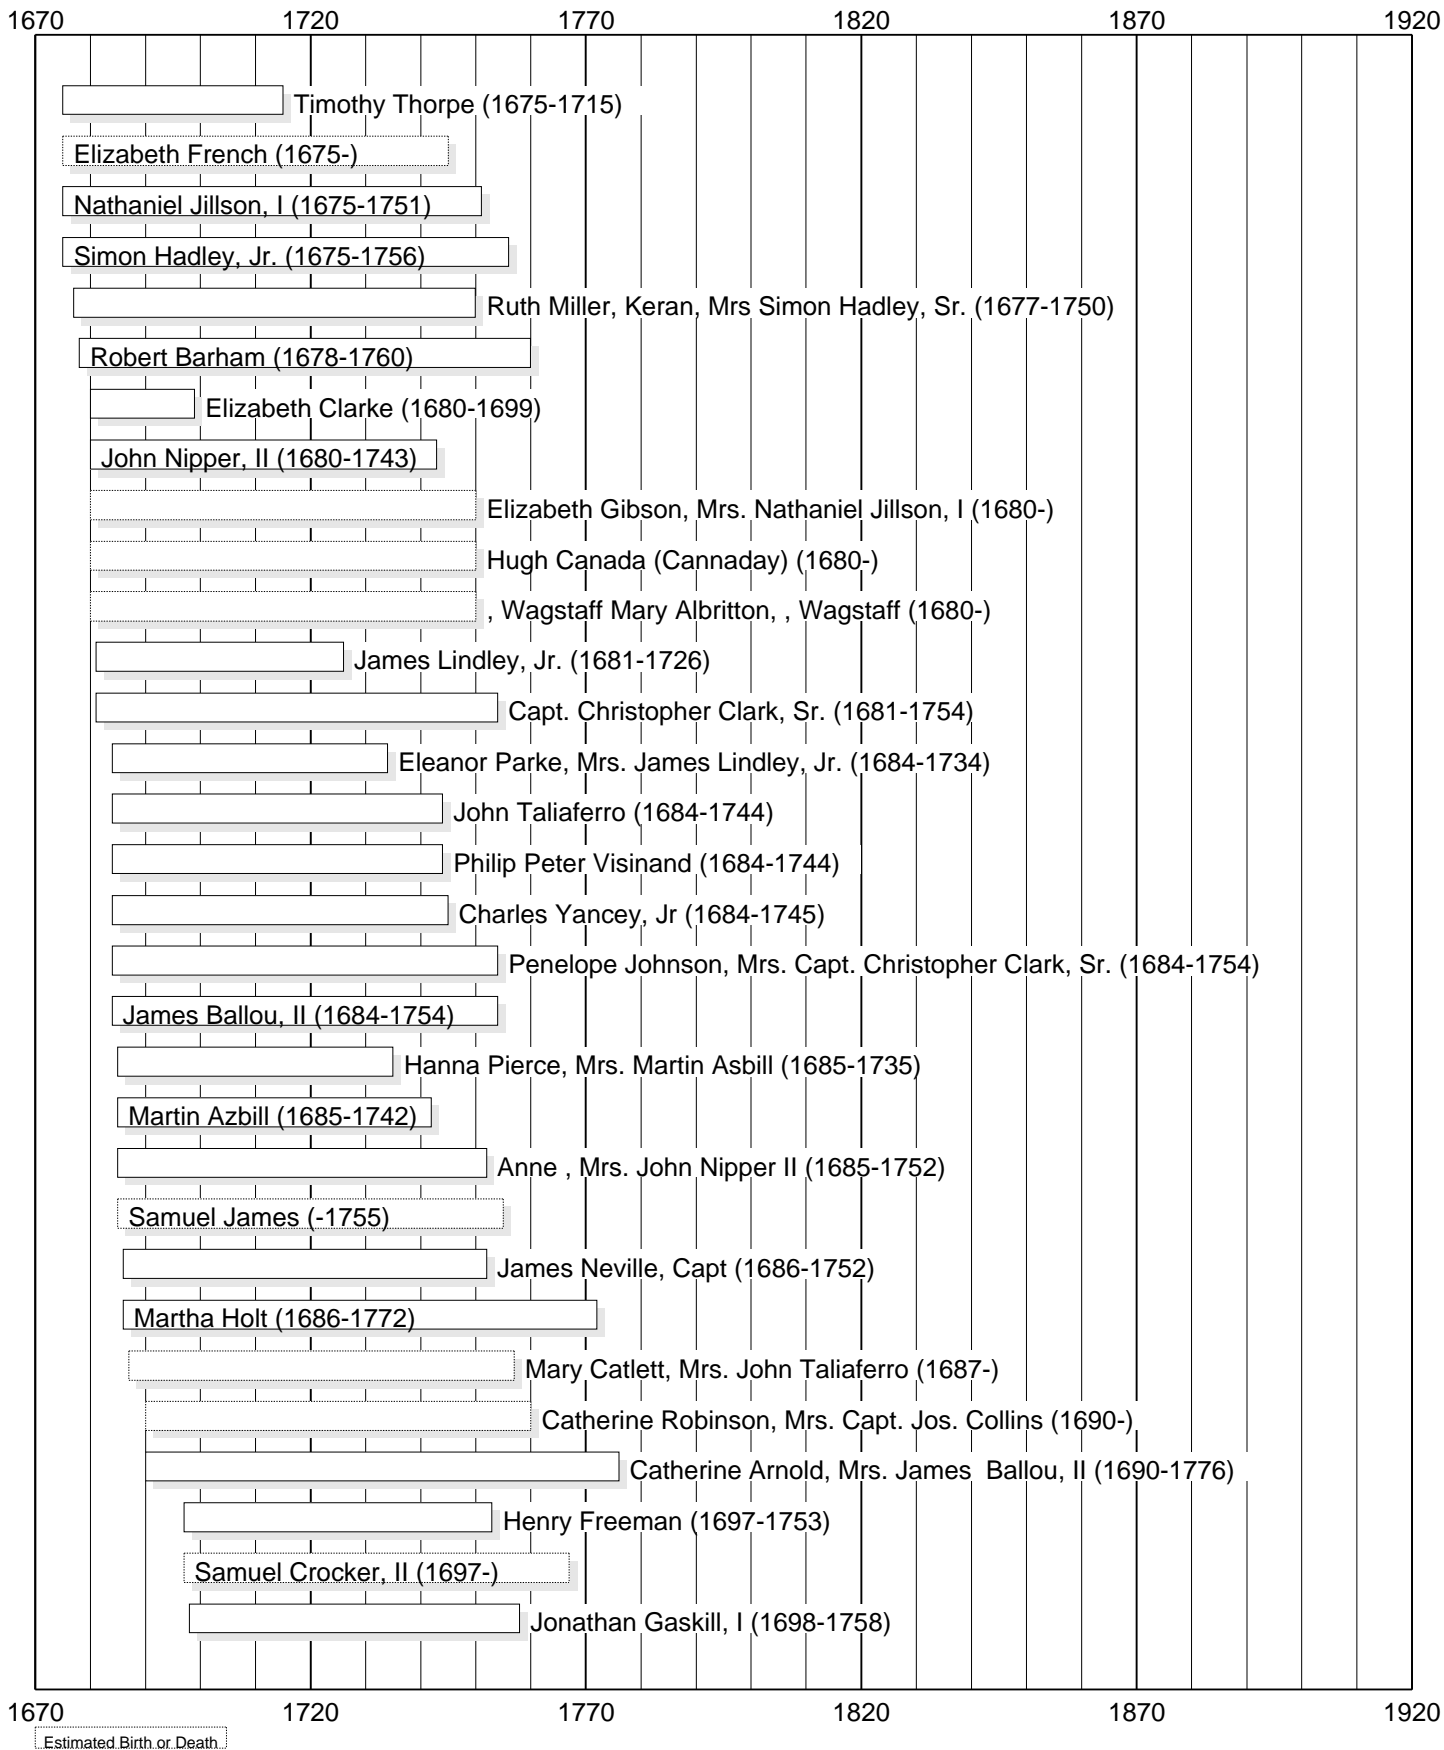 1670 1720 1770 1820 1870 1920
Timothy Thorpe (1675-1715)
Elizabeth French (1675-)
Nathaniel Jillson, I (1675-1751)
Simon Hadley, Jr. (1675-1756)
Ruth Miller, Keran, Mrs Simon Hadley, Sr. (1677-1750)
Robert Barham (1678-1760)
Elizabeth Clarke (1680-1699)
John Nipper, II (1680-1743)
Elizabeth Gibson, Mrs. Nathaniel Jillson, I (1680-)
Hugh Canada (Cannaday) (1680-)
, Wagstaff Mary Albritton, , Wagstaff (1680-)
James Lindley, Jr. (1681-1726)
Capt. Christopher Clark, Sr. (1681-1754)
Eleanor Parke, Mrs. James Lindley, Jr. (1684-1734)
John Taliaferro (1684-1744)
Philip Peter Visinand (1684-1744)
Charles Yancey, Jr (1684-1745)
Penelope Johnson, Mrs. Capt. Christopher Clark, Sr. (1684-1754)
James Ballou, II (1684-1754)
Hanna Pierce, Mrs. Martin Asbill (1685-1735)
Martin Azbill (1685-1742)
Anne , Mrs. John Nipper II (1685-1752)
Samuel James (-1755)
James Neville, Capt (1686-1752)
Martha Holt (1686-1772)
Mary Catlett, Mrs. John Taliaferro (1687-)
Catherine Robinson, Mrs. Capt. Jos. Collins (1690-)
Catherine Arnold, Mrs. James  Ballou, II (1690-1776)
Henry Freeman (1697-1753)
Samuel Crocker, II (1697-)
Jonathan Gaskill, I (1698-1758)
1670 1720 1770 1820 1870 1920
Estimated Birth or Death